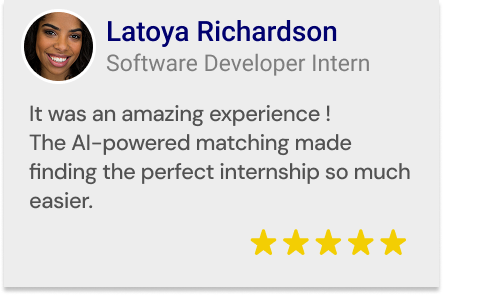 Latoya Richardson
Software Developer Intern
It was an amazing experience !
The AI-powered matching made
finding the perfect internship so much
easier.